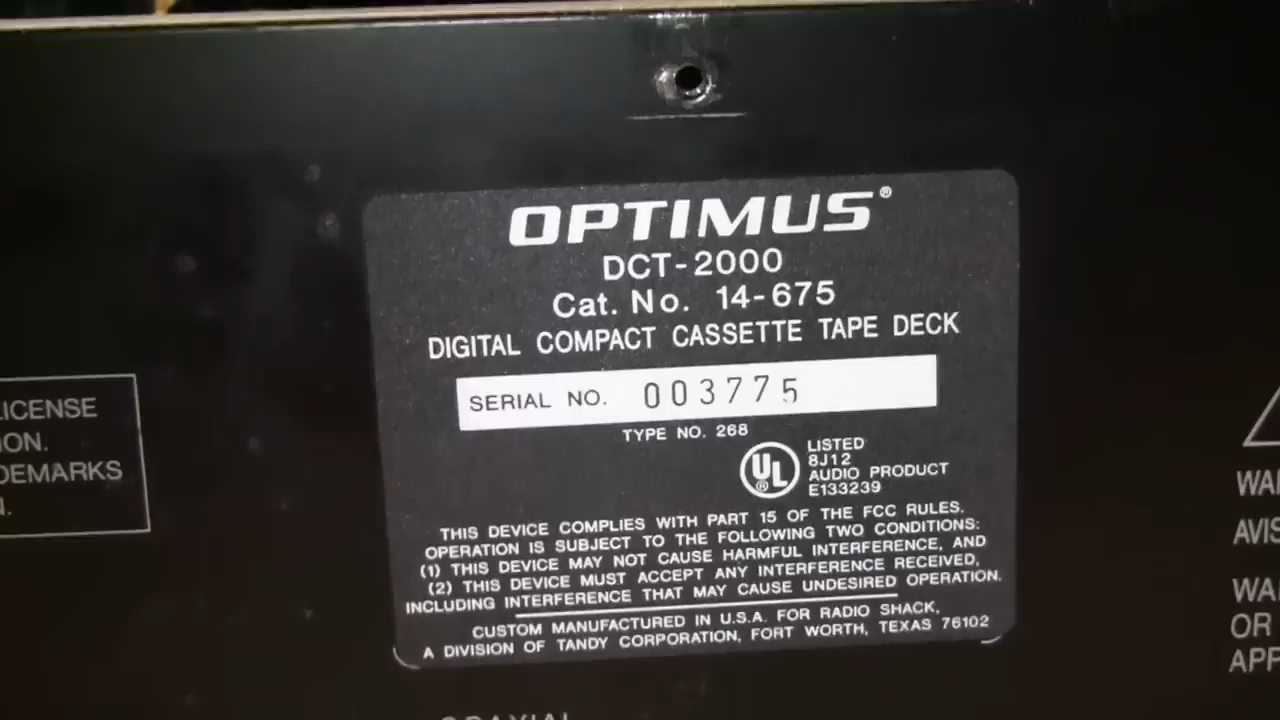 OPTIMUS®
DCT-2000
Cat. No. 14-675
DIGITAL COMPACT CASSETTE TAPE DECK
SERIAL NO. 003775
TYPE NO. 268
UL®
LISTED
8J12
AUDIO PRODUCT
E133239
THIS DEVICE COMPLIES WITH PART 15 OF THE FCC RULES.
OPERATION IS SUBJECT TO THE FOLLOWING TWO CONDITIONS:
(1) THIS DEVICE MAY NOT CAUSE HARMFUL INTERFERENCE, AND
(2) THIS DEVICE MUST ACCEPT ANY INTERFERENCE RECEIVED,
INCLUDING INTERFERENCE THAT MAY CAUSE UNDESIRED OPERATION.
CUSTOM MANUFACTURED IN U.S.A. FOR RADIO SHACK,
A DIVISION OF TANDY CORPORATION, FORT WORTH, TEXAS 76102
LICENSE
ION.
DEMARKS
N.
WA
AVIS
WA
OR
APP
COAXIAL